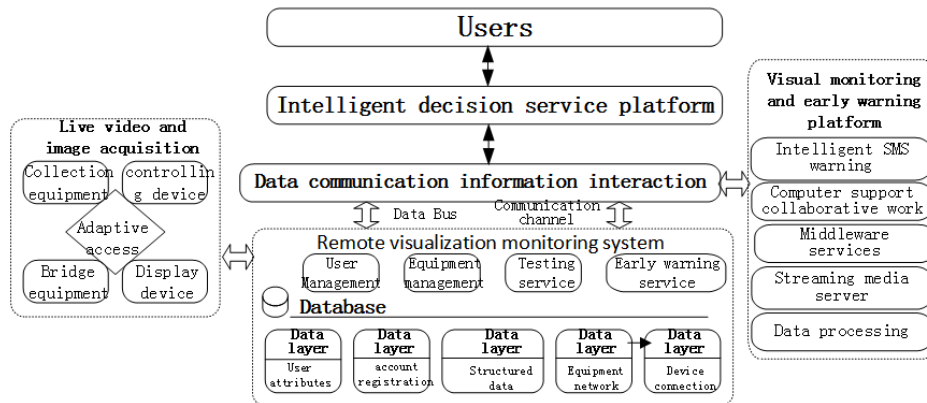 Users
Intelligent decision service platform
Data communication information interaction
Data Bus
Communication
channel
Live video and
image acquisition
Collection
equipment
controllin
g device
Adaptive
access
Bridge
equipment
Display
device
Remote visualization monitoring system
User
Management
Equipment
management
Testing
service
Early warning
service
Database
Data
layer
User
attributes
Data
layer
account
registration
Data
layer
Structured
data
Data
layer
Equipment
network
Data
layer
Device
connection
Visual monitoring
and early warning
platform
Intelligent SMS
warning
Computer support
collaborative work
Middleware
services
Streaming media
server
Data processing